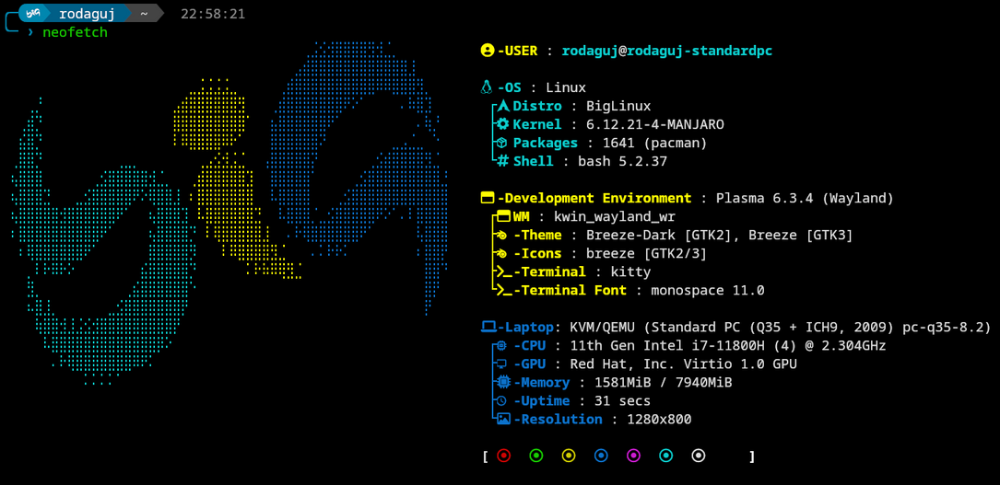 rodaguj ~ 22:58:21
› neofetch
-USER : rodaguj@rodaguj-standardpc
-OS : Linux
Distro : BigLinux
Kernel : 6.12.21-4-MANJARO
Packages : 1641 (pacman)
Shell : bash 5.2.37
-Development Environment : Plasma 6.3.4 (Wayland)
WM : kwin_wayland_wr
-Theme : Breeze-Dark [GTK2], Breeze [GTK3]
-Icons : breeze [GTK2/3]
-Terminal : kitty
-Terminal Font : monospace 11.0
-Laptop: KVM/QEMU (Standard PC (Q35 + ICH9, 2009) pc-q35-8.2)
-CPU : 11th Gen Intel i7-11800H (4) @ 2.304GHz
-GPU : Red Hat, Inc. Virtio 1.0 GPU
-Memory : 1581MiB / 7940MiB
-Uptime : 31 secs
-Resolution : 1280x800
[ ]